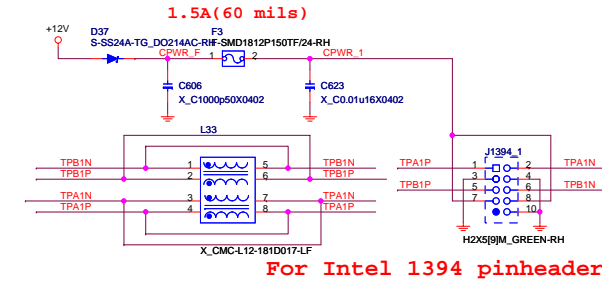 1.5A(60 mils)
+12V
D37
F3
S-SS24A-TG_DO214AC-RH
F-SMD1812P150TF/24-RH
CPWR_F
1
2
CPWR_1
C606
X_C1000p50X0402
C623
X_C0.01u16X0402
L33
TPB1N
1
5
TPB1N
TPB1P
2
6
TPB1P
TPA1N
3
7
TPA1N
TPA1P
4
8
TPA1P
X_CMC-L12-181D017-LF
J1394_1
TPA1P
1
2
TPA1N
3
4
TPB1P
5
6
TPB1N
7
8
10
H2X5[9]M_GREEN-RH
For Intel 1394 pinheader